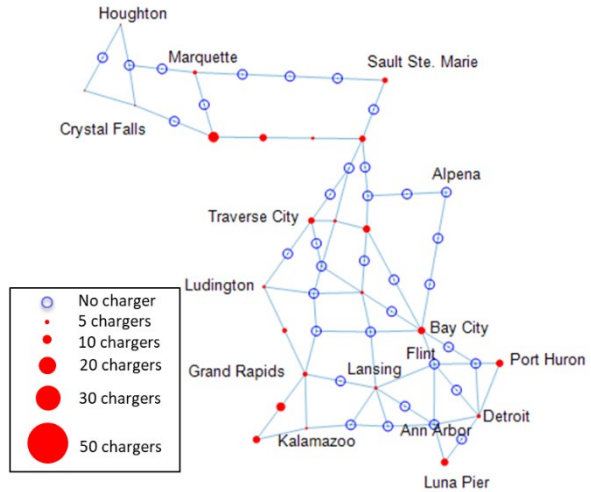 Houghton
Marquette
Sault Ste. Marie
Crystal Falls
Alpena
Traverse City
Ludington
No charger
5 chargers
10 chargers
20 chargers
30 chargers
50 chargers
Bay City
Flint
Port Huron
Grand Rapids
Lansing
Detroit
Kalamazoo
Ann Arbor
Luna Pier